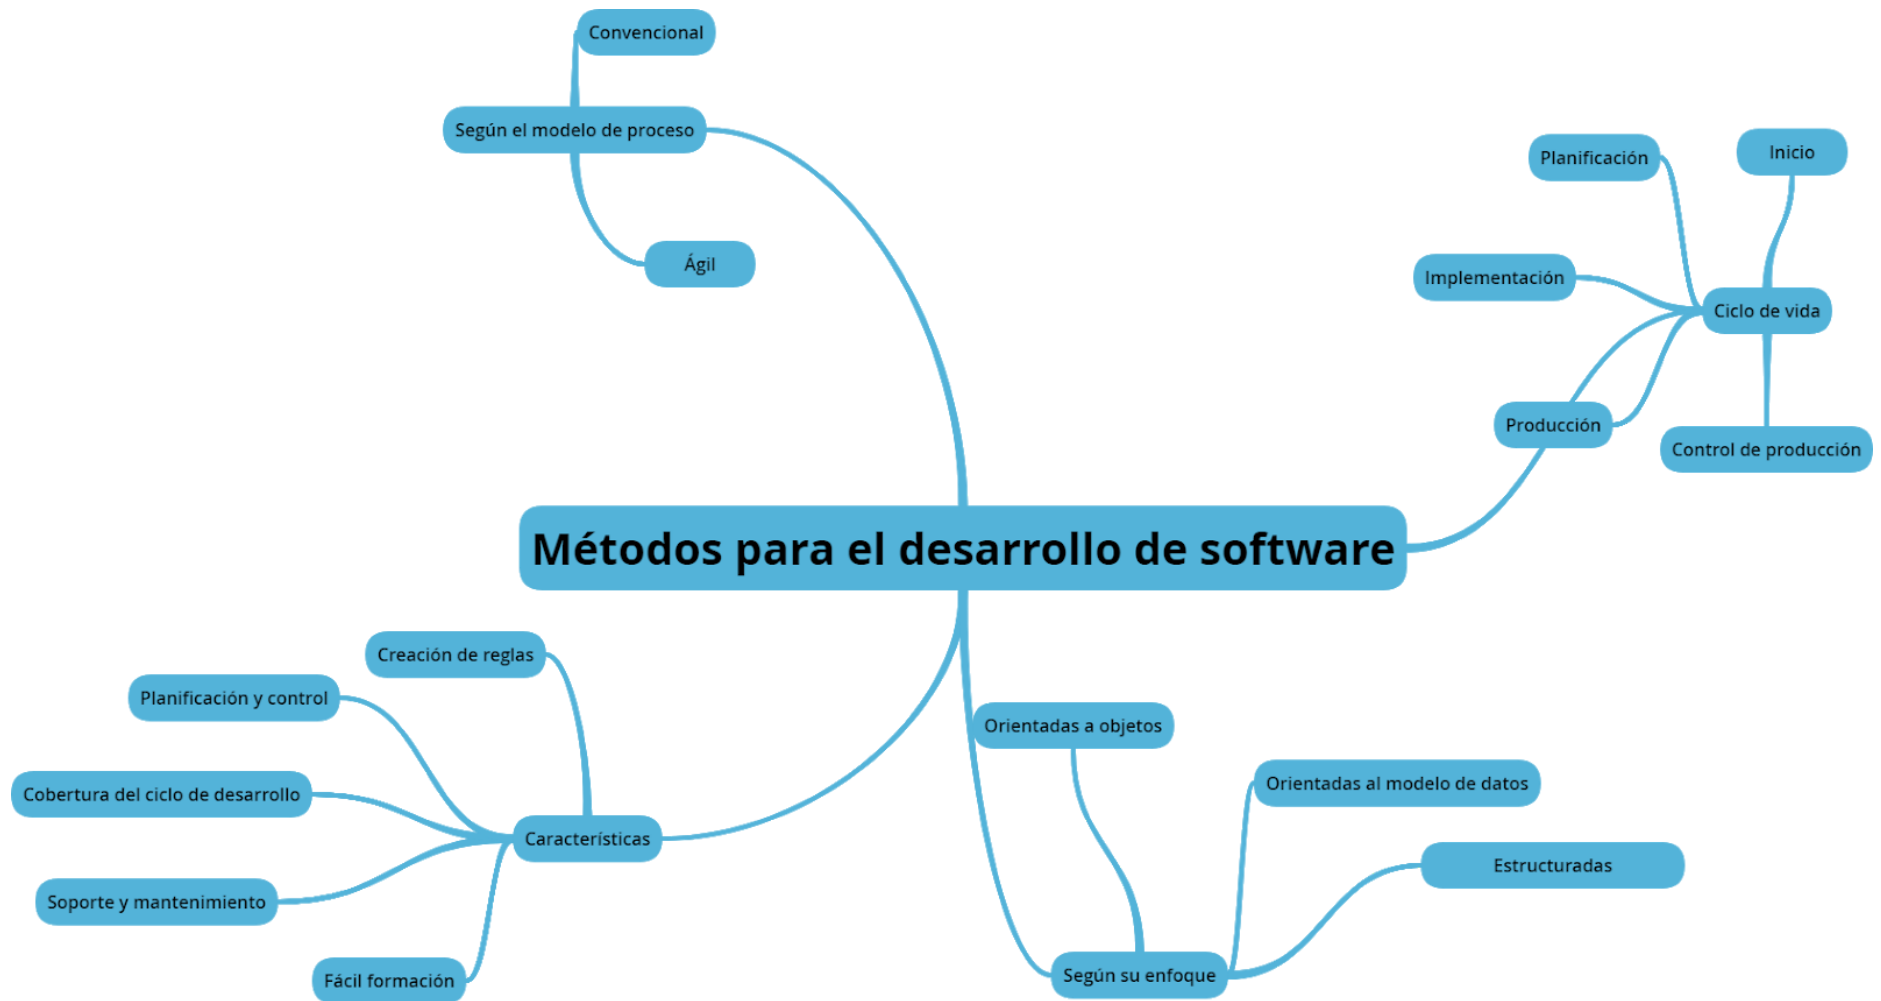 Convencional
Según el modelo de proceso
Ágil
Planificación
Inicio
Implementación
Ciclo de vida
Producción
Control de producción
Métodos para el desarrollo de software
Creación de reglas
Planificación y control
Cobertura del ciclo de desarrollo
Características
Soporte y mantenimiento
Fácil formación
Orientadas a objetos
Orientadas al modelo de datos
Estructuradas
Según su enfoque